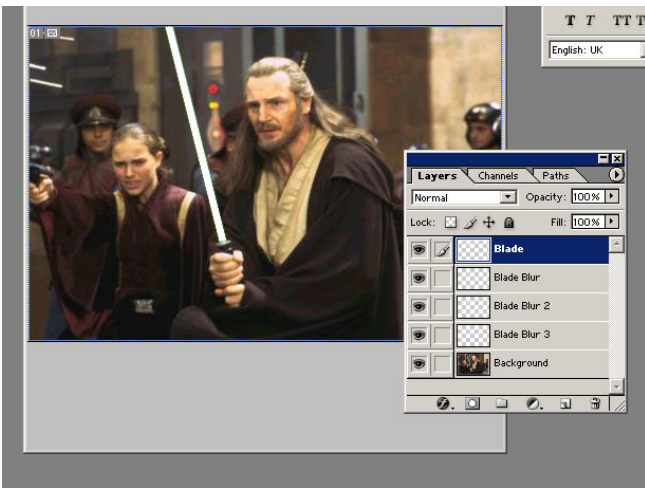 T T TT T
English: UK
01
Layers Channels Paths
Normal Opacity: 100%
Lock: Fill: 100%
Blade
Blade Blur
Blade Blur 2
Blade Blur 3
Background